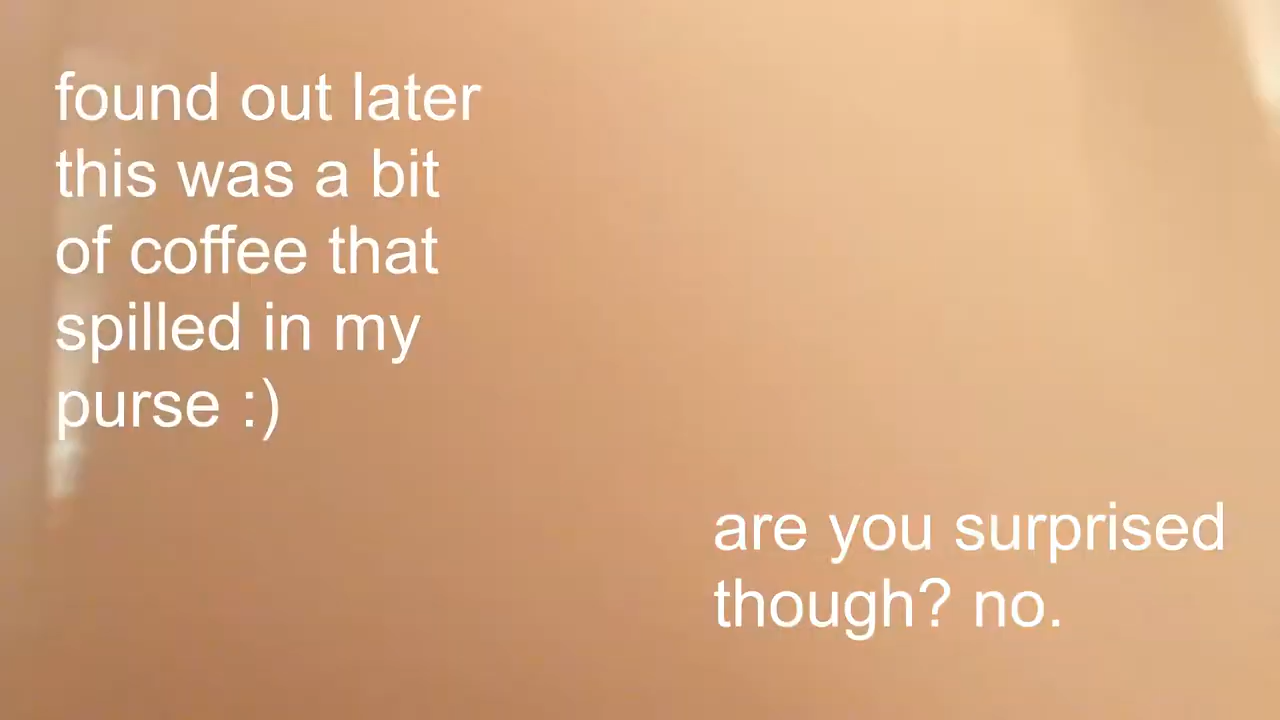 found out later
this was a bit
of coffee that
spilled in my
purse :)
are you surprised
though? no.